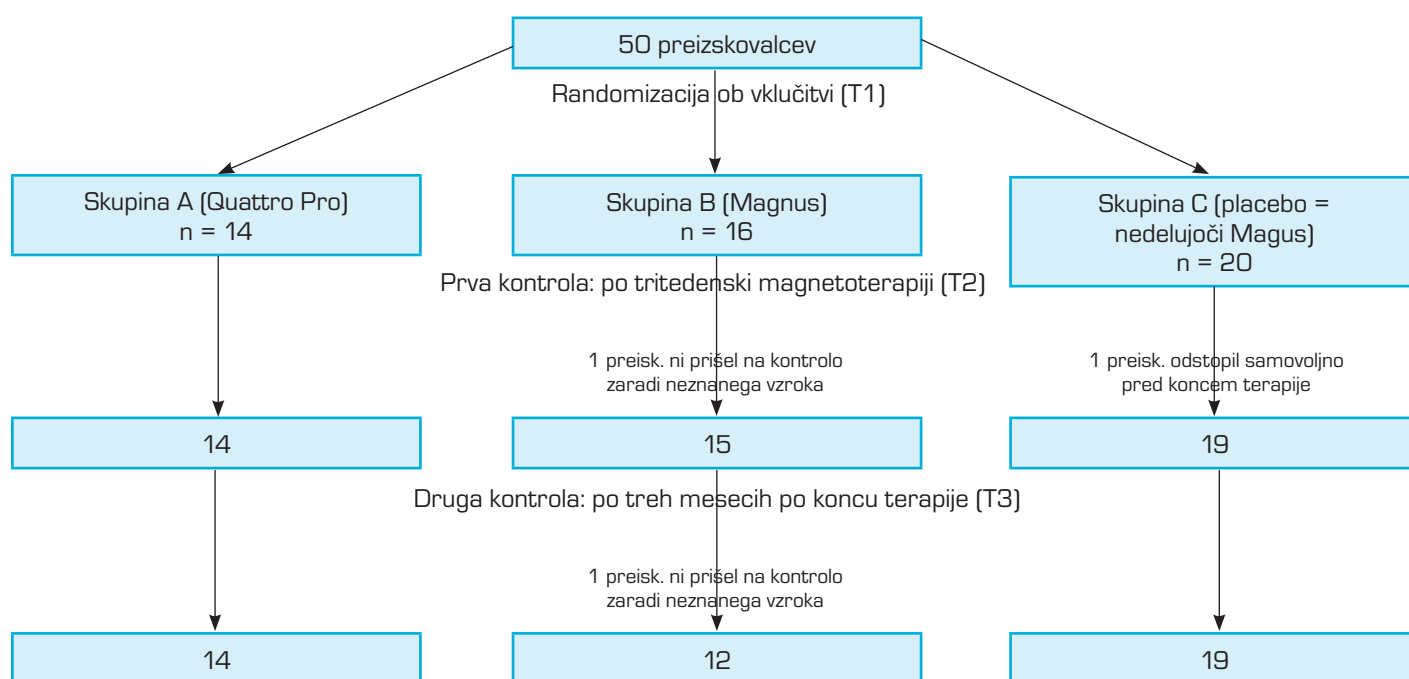 50 preizskovalcev
Randomizacija ob vključitvi (T1)
Skupina A (Quattro Pro)
n = 14
Skupina B (Magnus)
n = 16
Skupina C (placebo =
nedelujoči Magus)
n = 20
Prva kontrola: po tritedenski magnetoterapiji (T2)
1 preisk. ni prišel na kontrolo
zaradi neznanega vzroka
1 preisk. odstopil samovoljno
pred koncem terapije
14
15
19
Druga kontrola: po treh mesecih po koncu terapije (T3)
1 preisk. ni prišel na kontrolo
zaradi neznanega vzroka
14
12
19